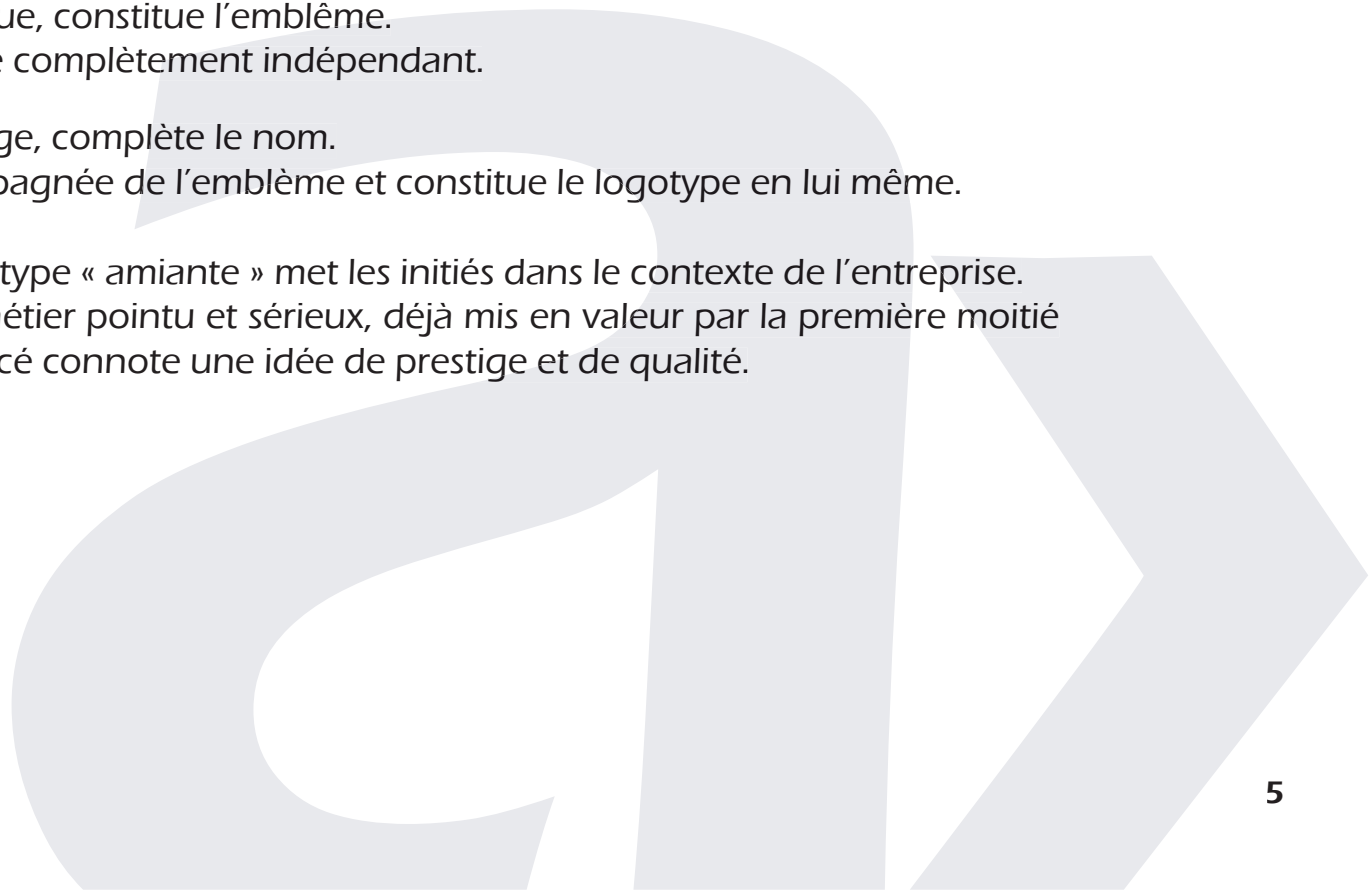 ue, constitue l’emblême.
e complètement indépendant.
ge, complète le nom.
pagnée de l’emblème et constitue le logotype en lui même.
type « amiante » met les initiés dans le contexte de l’entreprise.
métier pointu et sérieux, déjà mis en valeur par la première moitié
cé connote une idée de prestige et de qualité.
5